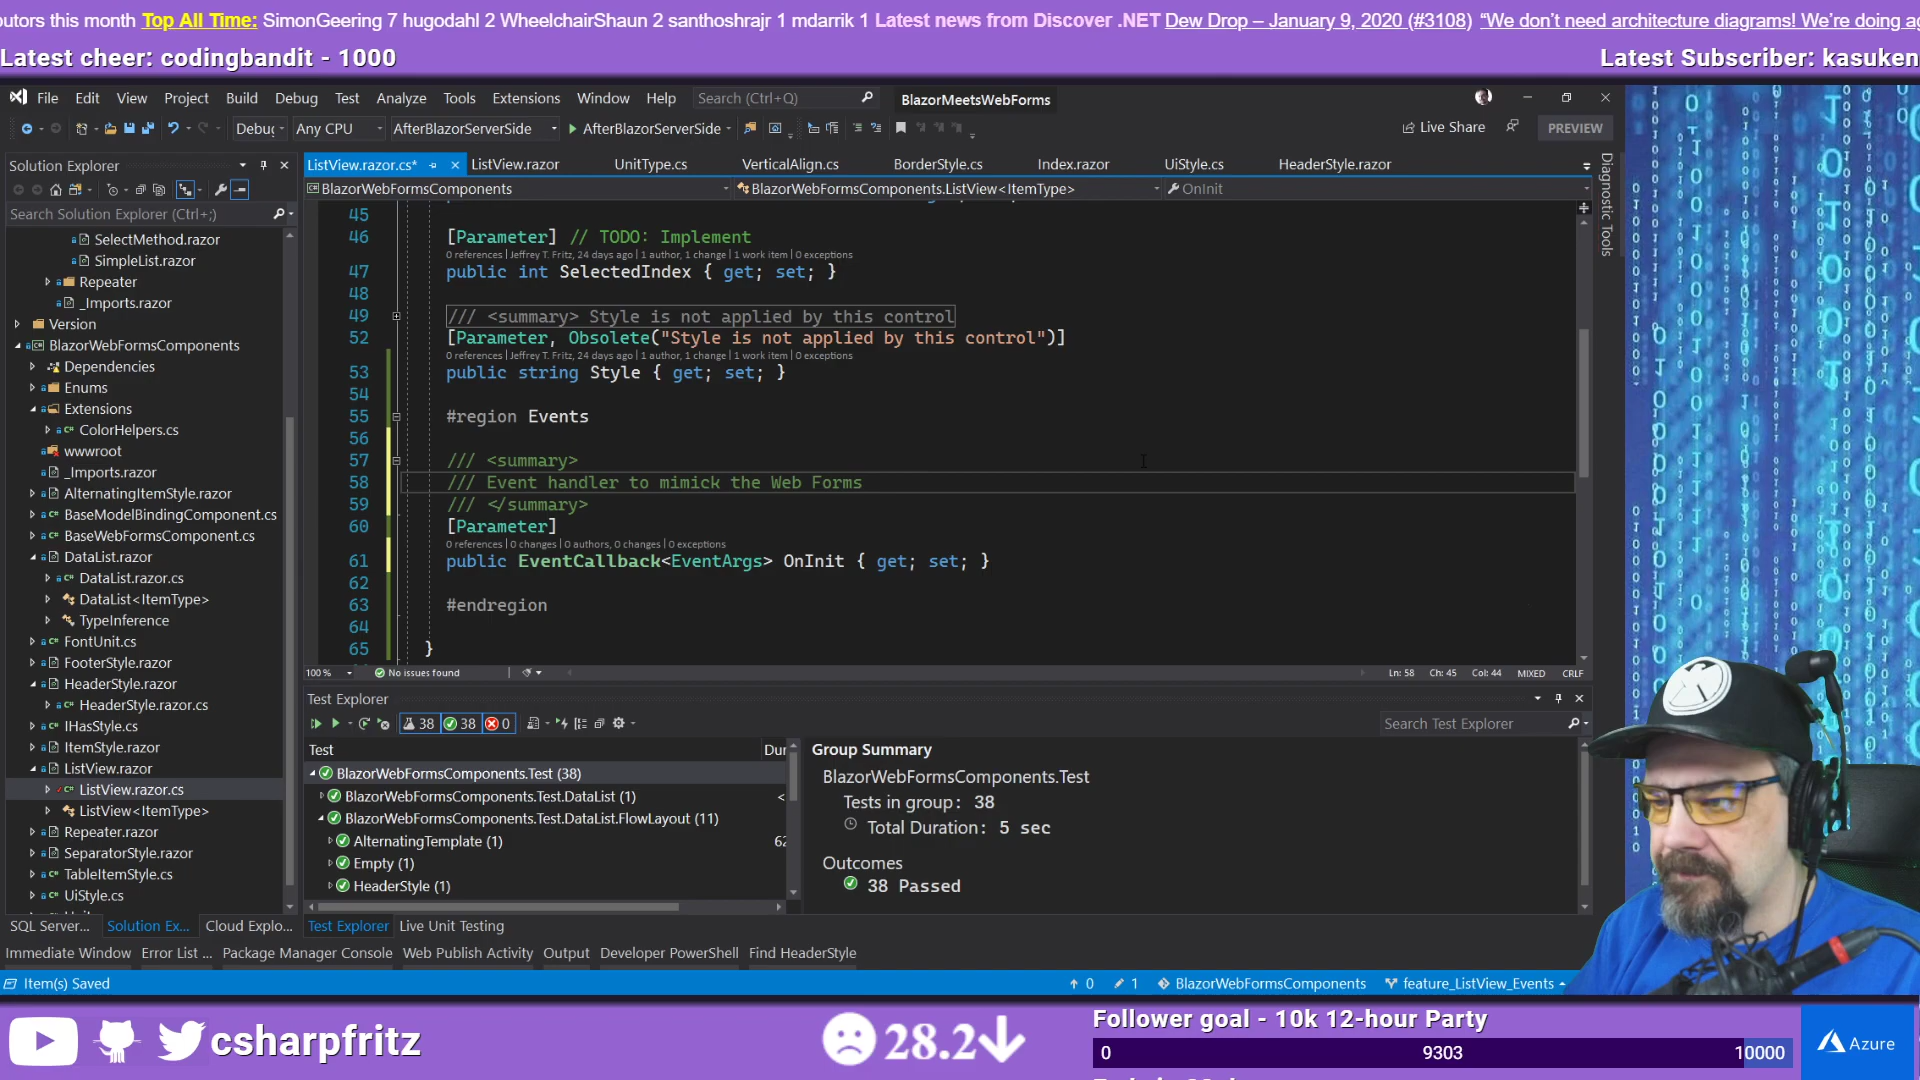 butors this month Top All Time: SimonGeering 7 hugodahl 2 WheelchairShaun 2 santhoshrajr 1 mdarrik 1 Latest news from Discover .NET Dew Drop – January 9, 2020 (#3108) “We don’t need architecture diagrams! We’re doing ag
Latest cheer: codingbandit - 1000
Latest Subscriber: kasuken
File Edit View Project Build Debug Test Analyze Tools Extensions Window Help Search (Ctrl+Q) BlazorMeetsWebForms
Debug Any CPU AfterBlazorServerSide AfterBlazorServerSide Live Share PREVIEW
Solution Explorer
ListView.razor.cs* ListView.razor UnitType.cs VerticalAlign.cs BorderStyle.cs Index.razor UiStyle.cs HeaderStyle.razor
BlazorWebFormsComponents BlazorWebFormsComponents.ListView<ItemType> OnInit
Diagnostic Tools
Search Solution Explorer (Ctrl+;)
SelectMethod.razor
SimpleList.razor
Repeater
_Imports.razor
Version
BlazorWebFormsComponents
Dependencies
Enums
Extensions
ColorHelpers.cs
wwwroot
_Imports.razor
AlternatingItemStyle.razor
BaseModelBindingComponent.cs
BaseWebFormsComponent.cs
DataList.razor
DataList.razor.cs
DataList<ItemType>
TypeInference
FontUnit.cs
FooterStyle.razor
HeaderStyle.razor
HeaderStyle.razor.cs
IHasStyle.cs
ItemStyle.razor
ListView.razor
ListView.razor.cs
ListView<ItemType>
Repeater.razor
SeparatorStyle.razor
TableItemStyle.cs
UiStyle.cs
45
46 [Parameter] // TODO: Implement
0 references | Jeffrey T. Fritz, 24 days ago | 1 author, 1 change | 1 work item | 0 exceptions
47 public int SelectedIndex { get; set; }
48
49 /// <summary> Style is not applied by this control
52 [Parameter, Obsolete("Style is not applied by this control")]
0 references | Jeffrey T. Fritz, 24 days ago | 1 author, 1 change | 1 work item | 0 exceptions
53 public string Style { get; set; }
54
55 #region Events
56
57 /// <summary>
58 /// Event handler to mimick the Web Forms
59 /// </summary>
60 [Parameter]
0 references | 0 changes | 0 authors, 0 changes | 0 exceptions
61 public EventCallback<EventArgs> OnInit { get; set; }
62
63 #endregion
64
65 }
100 % No issues found Ln: 58 Ch: 45 Col: 44 MIXED CRLF
Test Explorer
38 38 0 Search Test Explorer
Test Dur
BlazorWebFormsComponents.Test (38)
BlazorWebFormsComponents.Test.DataList (1) <
BlazorWebFormsComponents.Test.DataList.FlowLayout (11)
AlternatingTemplate (1) 62
Empty (1)
HeaderStyle (1)
Group Summary
BlazorWebFormsComponents.Test
Tests in group: 38
Total Duration: 5 sec
Outcomes
38 Passed
SQL Server... Solution Ex... Cloud Explo... Test Explorer Live Unit Testing
Immediate Window Error List ... Package Manager Console Web Publish Activity Output Developer PowerShell Find HeaderStyle
Item(s) Saved 0 1 BlazorWebFormsComponents feature_ListView_Events
csharpfritz
28.2
Follower goal - 10k 12-hour Party
0 9303 10000
Azure